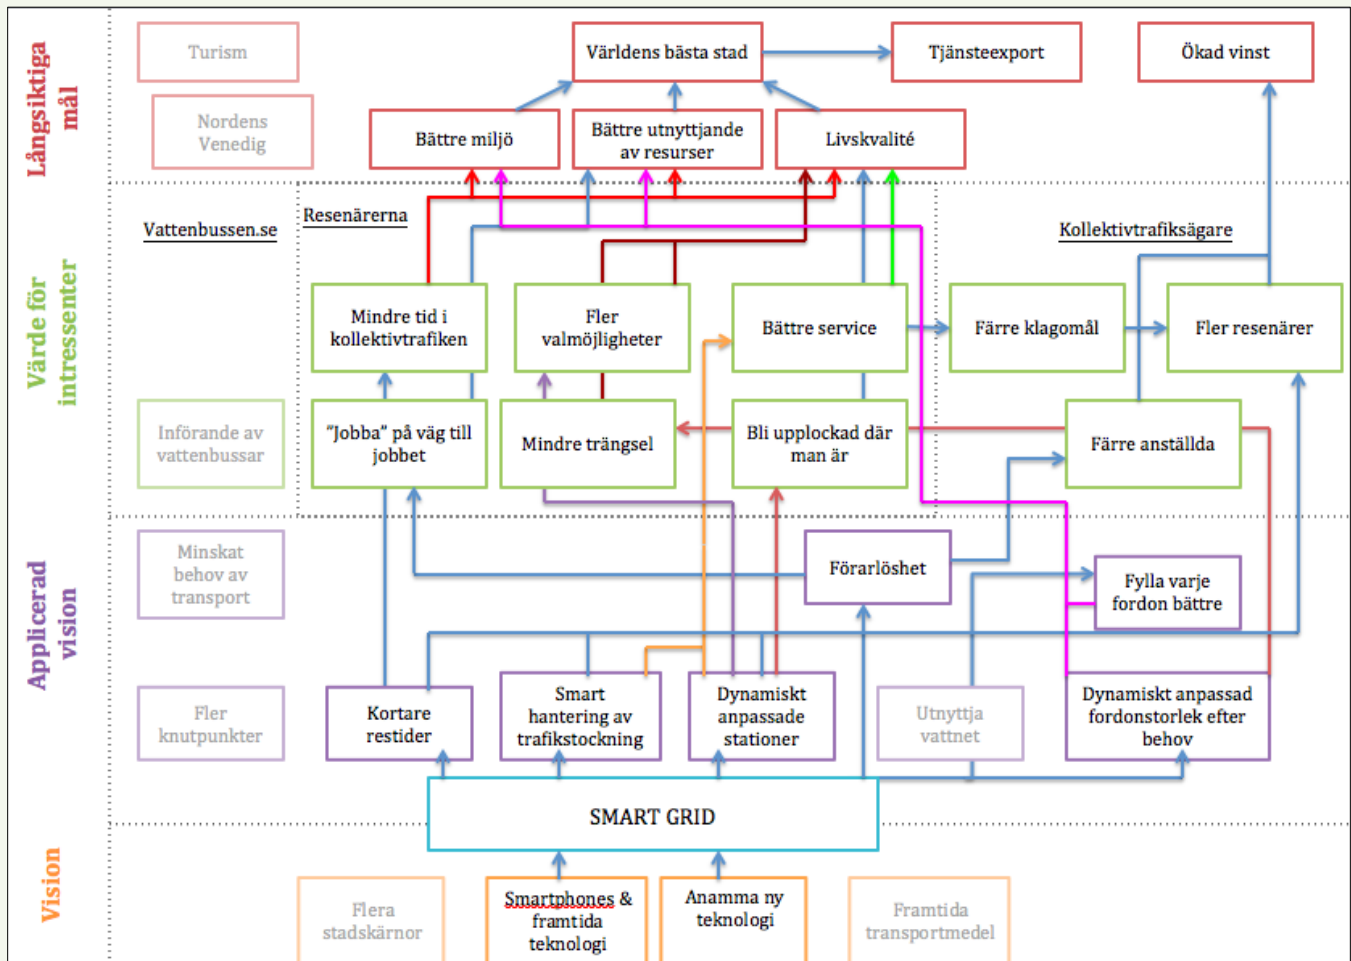 Långsiktiga
mål
Turism
Världens bästa stad
Tjänsteexport
Ökad vinst
Nordens
Venedig
Bättre miljö
Bättre utnyttjande
av resurser
Livskvalité
Värde för
intressenter
Vattenbussen.se
Resenärerna
Kollektivtrafiksägare
Mindre tid i
kollektivtrafiken
Fler
valmöjligheter
Bättre service
Färre klagomål
Fler resenärer
Införande av
vattenbussar
"Jobba" på väg till
jobbet
Mindre trängsel
Bli upplockad där
man är
Färre anställda
Applicerad
vision
Minskat
behov av
transport
Förarlöshet
Fylla varje
fordon bättre
Fler
knutpunkter
Kortare
restider
Smart
hantering av
trafikstockning
Dynamiskt
anpassade
stationer
Utnyttja
vattnet
Dynamiskt anpassad
fordonstorlek efter
behov
SMART GRID
Vision
Flera
stadskärnor
Smartphones &
framtida
teknologi
Anamma ny
teknologi
Framtida
transportmedel